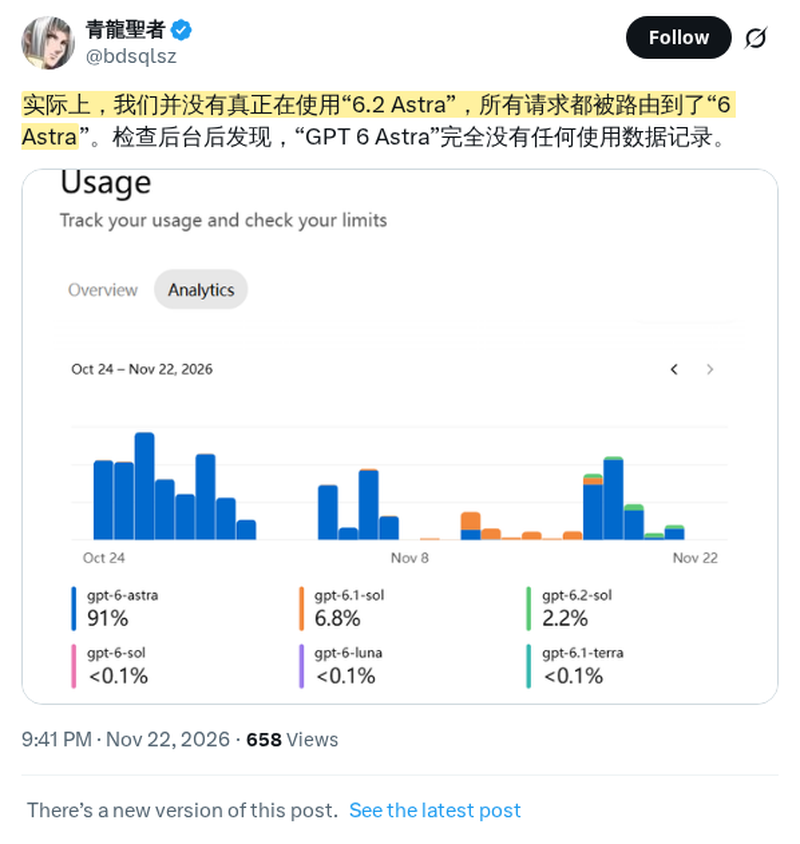 青龍聖者
@bdsqlsz
Follow
实际上，我们并没有真正在使用“6.2 Astra”，所有请求都被路由到了“6
Astra”。检查后台后发现，“GPT 6 Astra”完全没有任何使用数据记录。
Usage
Track your usage and check your limits
Overview
Analytics
Oct 24 – Nov 22, 2026
Oct 24
Nov 8
Nov 22
gpt-6-astra
91%
gpt-6.1-sol
6.8%
gpt-6.2-sol
2.2%
gpt-6-sol
<0.1%
gpt-6-luna
<0.1%
gpt-6.1-terra
<0.1%
9:41 PM · Nov 22, 2026 · 658 Views
There’s a new version of this post. See the latest post